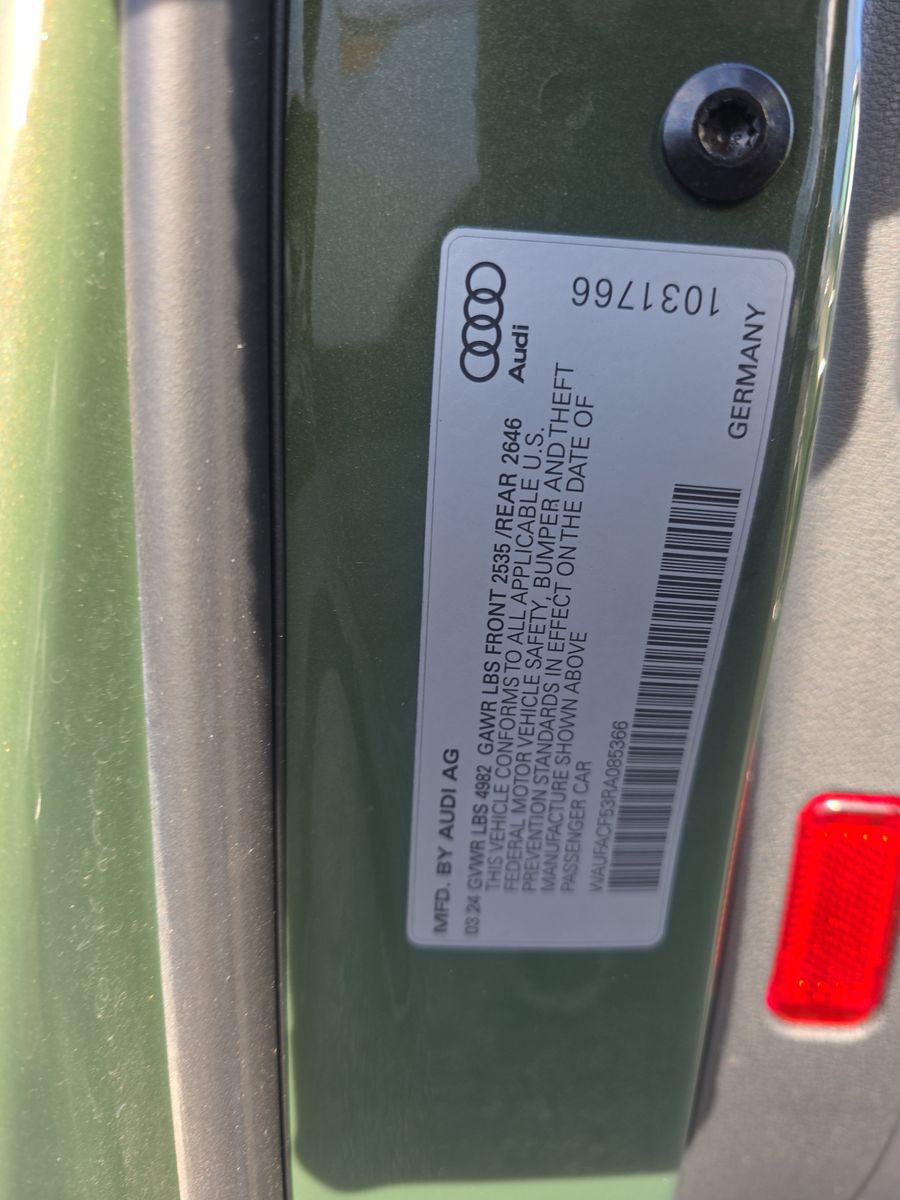 Audi
1031766
MFD. BY AUDI AG
03 24 GVWR LBS 4982 GAWR LBS FRONT 2535 /REAR 2646
THIS VEHICLE CONFORMS TO ALL APPLICABLE U.S.
FEDERAL MOTOR VEHICLE SAFETY, BUMPER AND THEFT
PREVENTION STANDARDS IN EFFECT ON THE DATE OF
MANUFACTURE SHOWN ABOVE
PASSENGER CAR
WAUFACF53RA085366
GERMANY